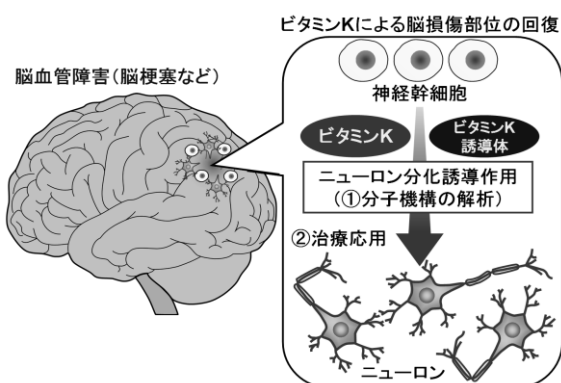 ビタミンKによる脳損傷部位の回復
脳血管障害(脳梗塞など)
神経幹細胞
ビタミンK
ビタミンK
誘導体
ニューロン分化誘導作用
(①分子機構の解析)
②治療応用
ニューロン